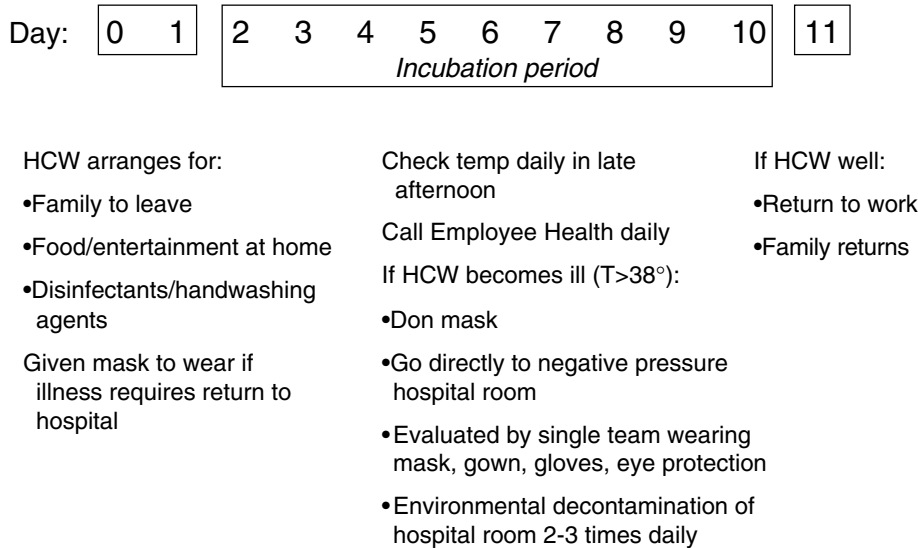 Day: 0 1 2 3 4 5 6 7 8 9 10 11
Incubation period
HCW arranges for:
•Family to leave
•Food/entertainment at home
•Disinfectants/handwashing
agents
Given mask to wear if
illness requires return to
hospital
Check temp daily in late
afternoon
Call Employee Health daily
If HCW becomes ill (T>38°):
•Don mask
•Go directly to negative pressure
hospital room
•Evaluated by single team wearing
mask, gown, gloves, eye protection
•Environmental decontamination of
hospital room 2-3 times daily
If HCW well:
•Return to work
•Family returns